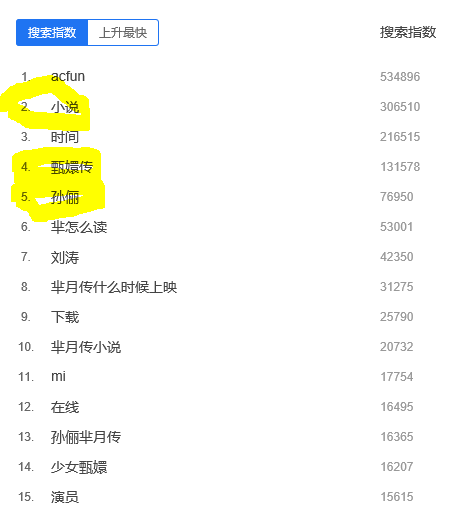 搜索指数 上升最快 搜索指数
1. acfun 534896
2. 小说 306510
3. 时间 216515
4. 甄嬛传 131578
5. 孙俪 76950
6. 芈怎么读 53001
7. 刘涛 42350
8. 芈月传什么时候上映 31275
9. 下载 25790
10. 芈月传小说 20732
11. mi 17754
12. 在线 16495
13. 孙俪芈月传 16365
14. 少女甄嬛 16207
15. 演员 15615